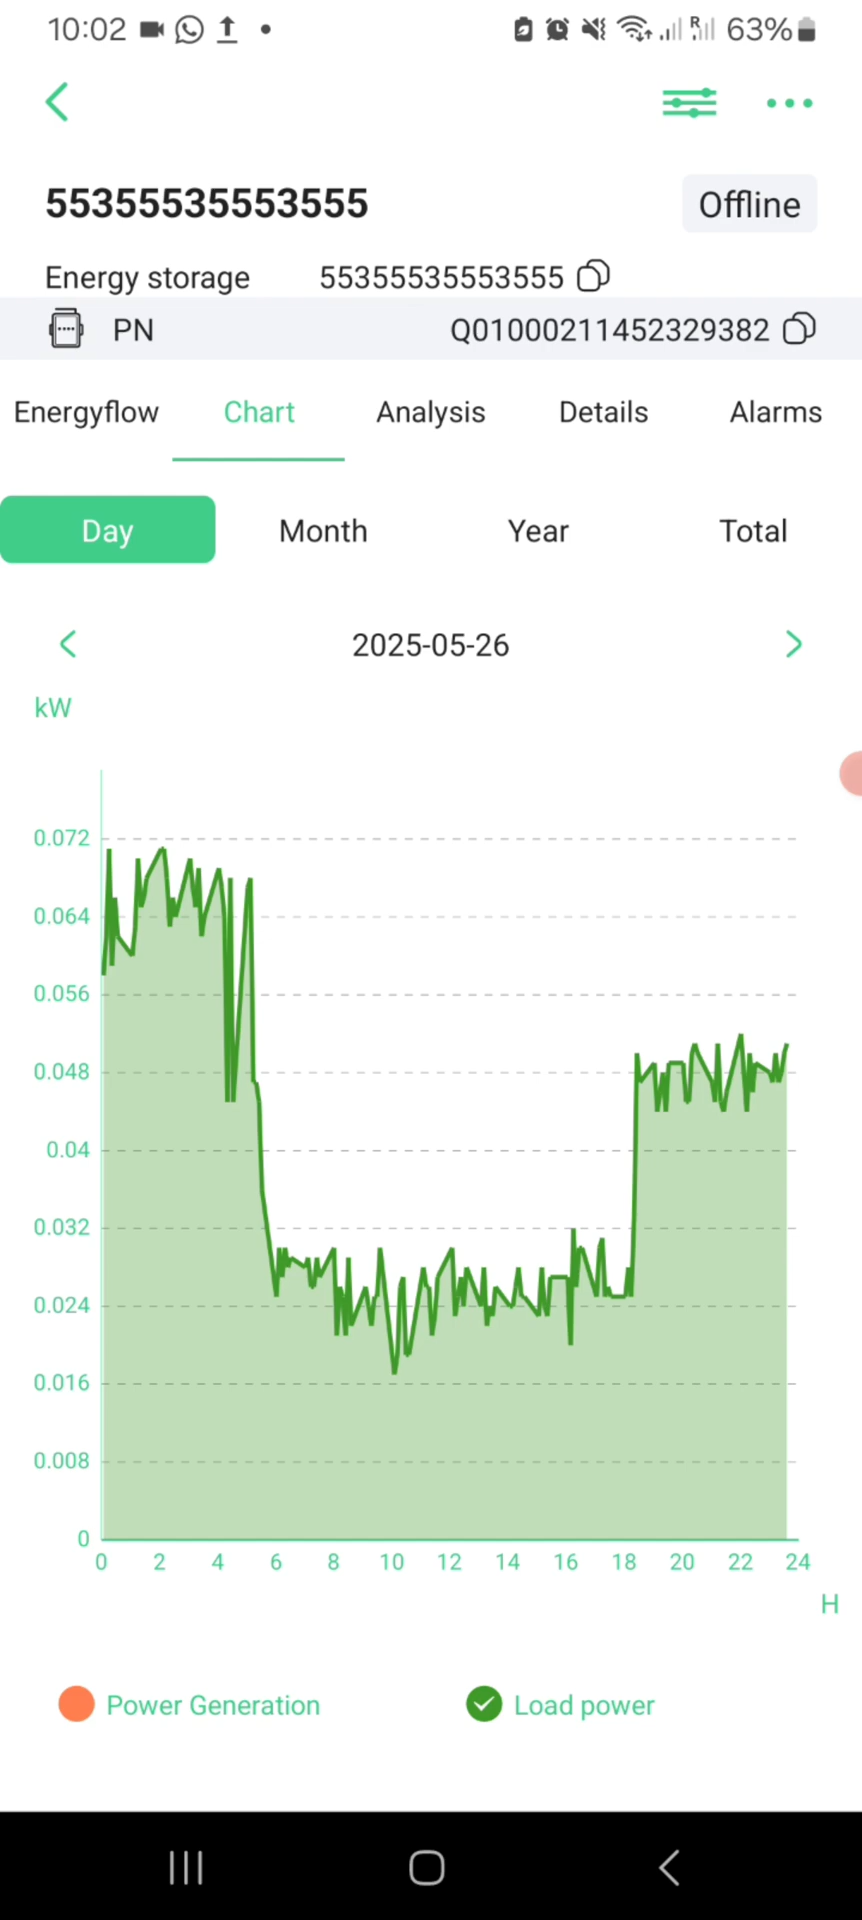 10:02 R 63%
55355535553555 Offline
Energy storage 55355535553555
PN Q01000211452329382
Energyflow Chart Analysis Details Alarms
Day Month Year Total
2025-05-26
kW
0.072
0.064
0.056
0.048
0.04
0.032
0.024
0.016
0.008
0
0 2 4 6 8 10 12 14 16 18 20 22 24
H
Power Generation Load power